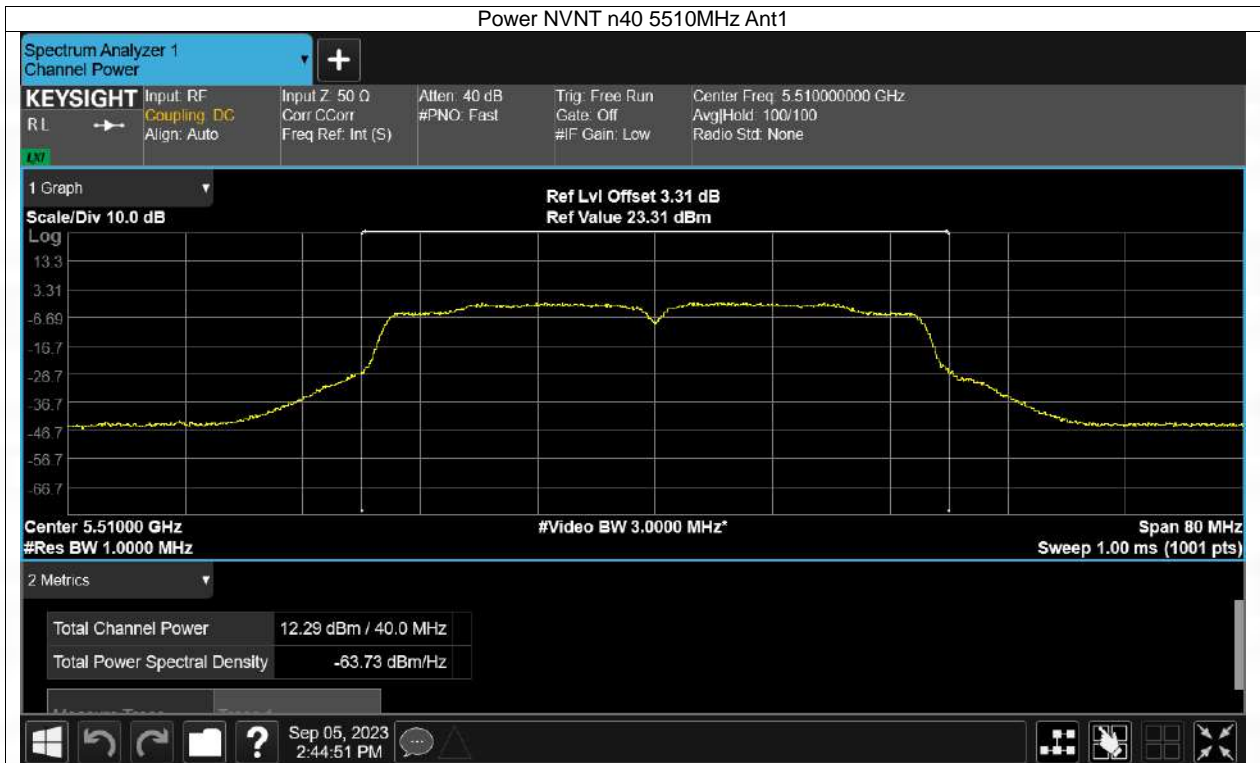 Power NVNT n40 5510MHz Ant1
Spectrum Analyzer 1
Channel Power
KEYSIGHT
RL
LXI
Input: RF
Coupling: DC
Align: Auto
Input Z: 50 Ω
Corr CCorr
Freq Ref: Int (S)
Atten: 40 dB
#PNO: Fast
Trig: Free Run
Gate: Off
#IF Gain: Low
Center Freq: 5.510000000 GHz
Avg|Hold: 100/100
Radio Std: None
1 Graph
Scale/Div 10.0 dB
Ref Lvl Offset 3.31 dB
Ref Value 23.31 dBm
Log
13.3
3.31
-6.69
-16.7
-26.7
-36.7
-46.7
-56.7
-66.7
Center 5.51000 GHz
#Video BW 3.0000 MHz*
Span 80 MHz
#Res BW 1.0000 MHz
Sweep 1.00 ms (1001 pts)
2 Metrics
Total Channel Power 12.29 dBm / 40.0 MHz
Total Power Spectral Density -63.73 dBm/Hz
?
Sep 05, 2023
2:44:51 PM